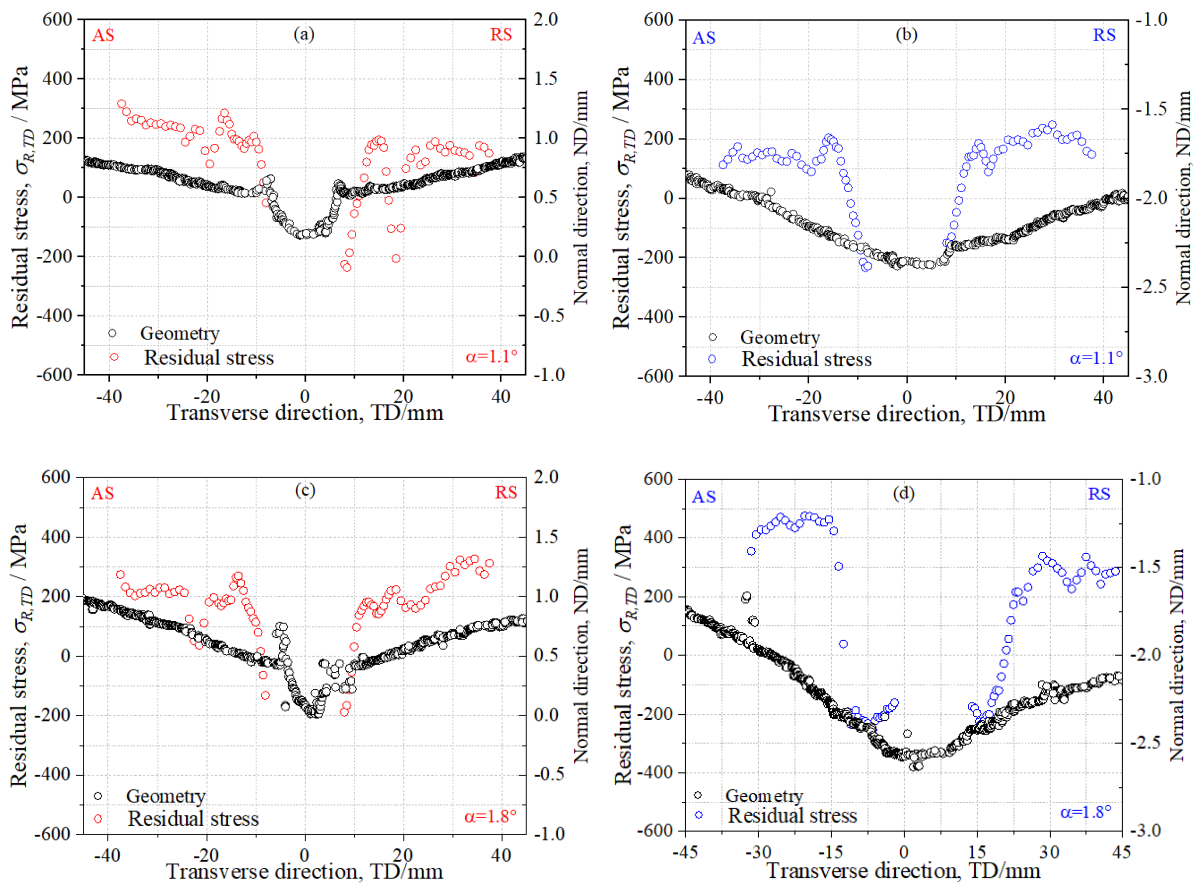 (a)
AS
RS
600
400
200
0
-200
-400
-600
2.0
1.5
1.0
0.5
0.0
-0.5
-1.0
Residual stress, σR,TD / MPa
Normal direction, ND/mm
Geometry
Residual stress
α=1.1°
-40
-20
0
20
40
Transverse direction, TD/mm
(b)
AS
RS
600
400
200
0
-200
-400
-600
-1.0
-1.5
-2.0
-2.5
-3.0
Residual stress, σR,TD / MPa
Normal direction, ND/mm
Geometry
Residual stress
α=1.1°
-40
-20
0
20
40
Transverse direction, TD/mm
(c)
AS
RS
600
400
200
0
-200
-400
-600
2.0
1.5
1.0
0.5
0.0
-0.5
-1.0
Residual stress, σR,TD / MPa
Normal direction, ND/mm
Geometry
Residual stress
α=1.8°
-40
-20
0
20
40
Transverse direction, TD/mm
(d)
AS
RS
600
400
200
0
-200
-400
-600
-1.0
-1.5
-2.0
-2.5
-3.0
Residual stress, σR,TD / MPa
Normal direction, ND/mm
Geometry
Residual stress
α=1.8°
-45
-30
-15
0
15
30
45
Transverse direction, TD/mm